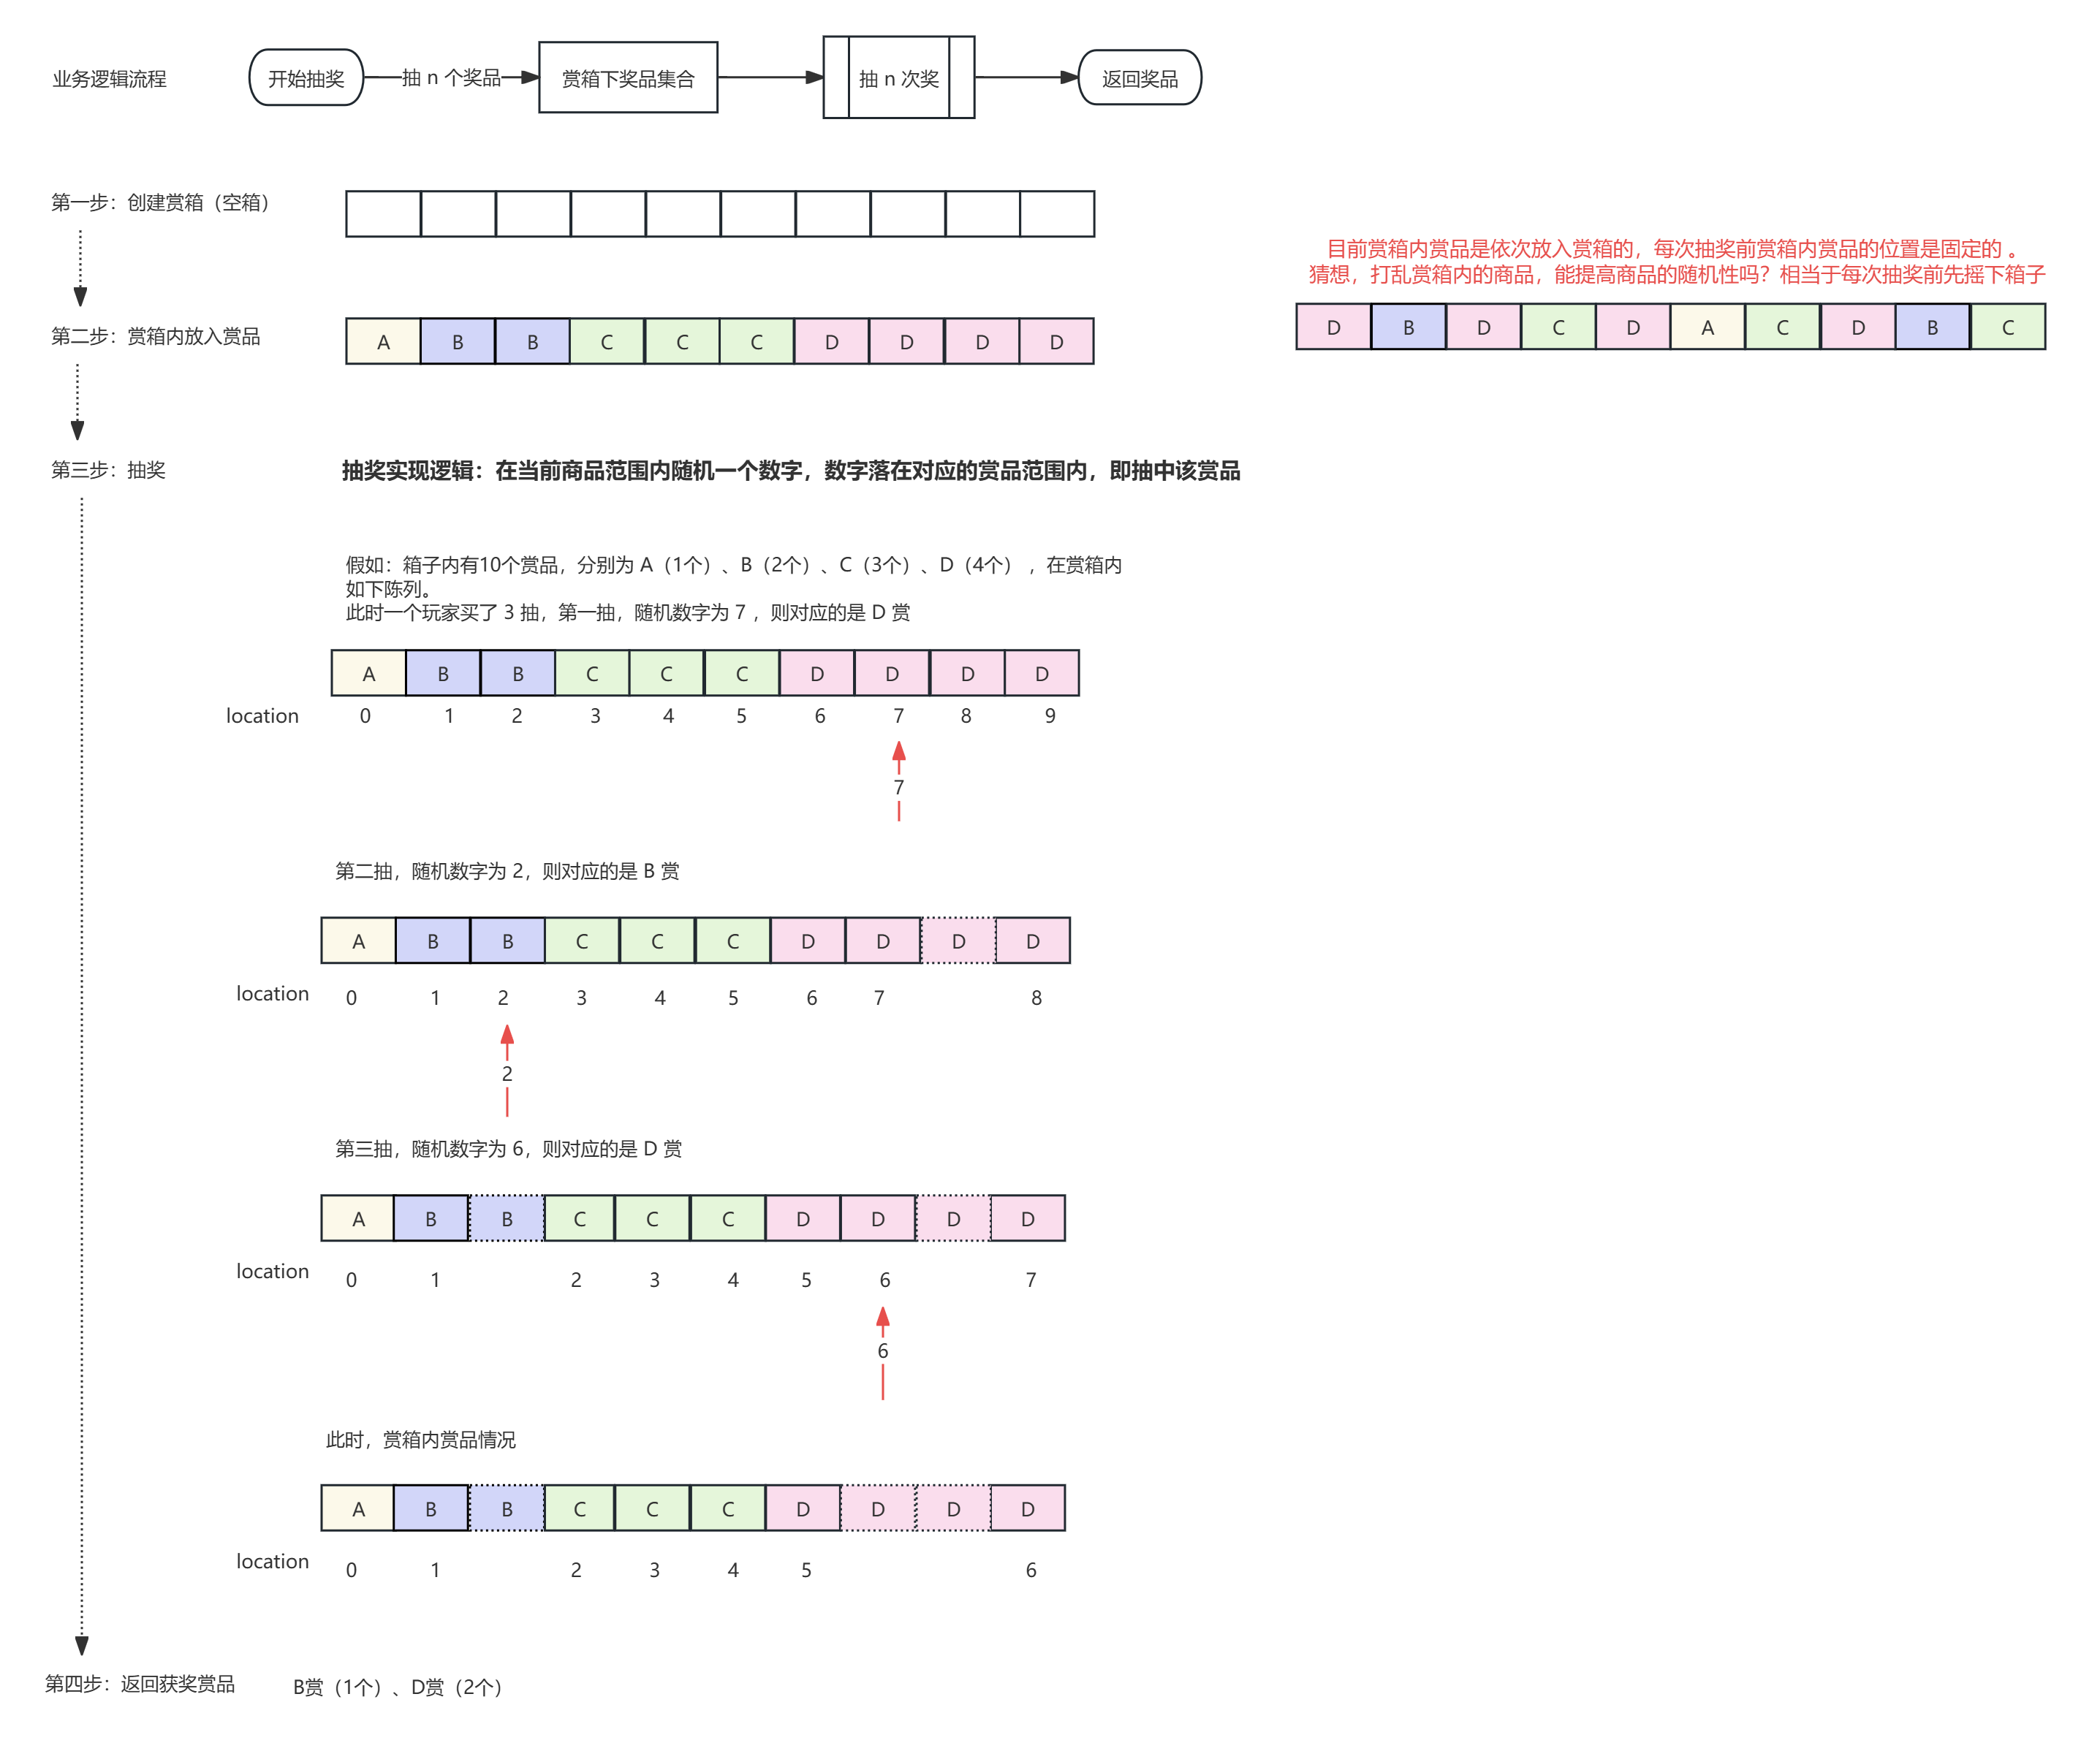 业务逻辑流程
开始抽奖
抽 n 个奖品
赏箱下奖品集合
抽 n 次奖
返回奖品
第一步：创建赏箱（空箱）
目前赏箱内赏品是依次放入赏箱的，每次抽奖前赏箱内赏品的位置是固定的 。
猜想，打乱赏箱内的商品，能提高商品的随机性吗？相当于每次抽奖前先摇下箱子
D B D C D A C D B C
第二步：赏箱内放入赏品
A B B C C C D D D D
第三步：抽奖
抽奖实现逻辑：在当前商品范围内随机一个数字，数字落在对应的赏品范围内，即抽中该赏品
假如：箱子内有10个赏品，分别为 A（1个）、B（2个）、C（3个）、D（4个） ，在赏箱内
如下陈列。
此时一个玩家买了 3 抽，第一抽，随机数字为 7 ，则对应的是 D 赏
A B B C C C D D D D
location 0 1 2 3 4 5 6 7 8 9
7
第二抽，随机数字为 2，则对应的是 B 赏
A B B C C C D D D D
location 0 1 2 3 4 5 6 7 8
2
第三抽，随机数字为 6，则对应的是 D 赏
A B B C C C D D D D
location 0 1 2 3 4 5 6 7
6
此时，赏箱内赏品情况
A B B C C C D D D D
location 0 1 2 3 4 5 6
第四步：返回获奖赏品
B赏（1个）、D赏（2个）